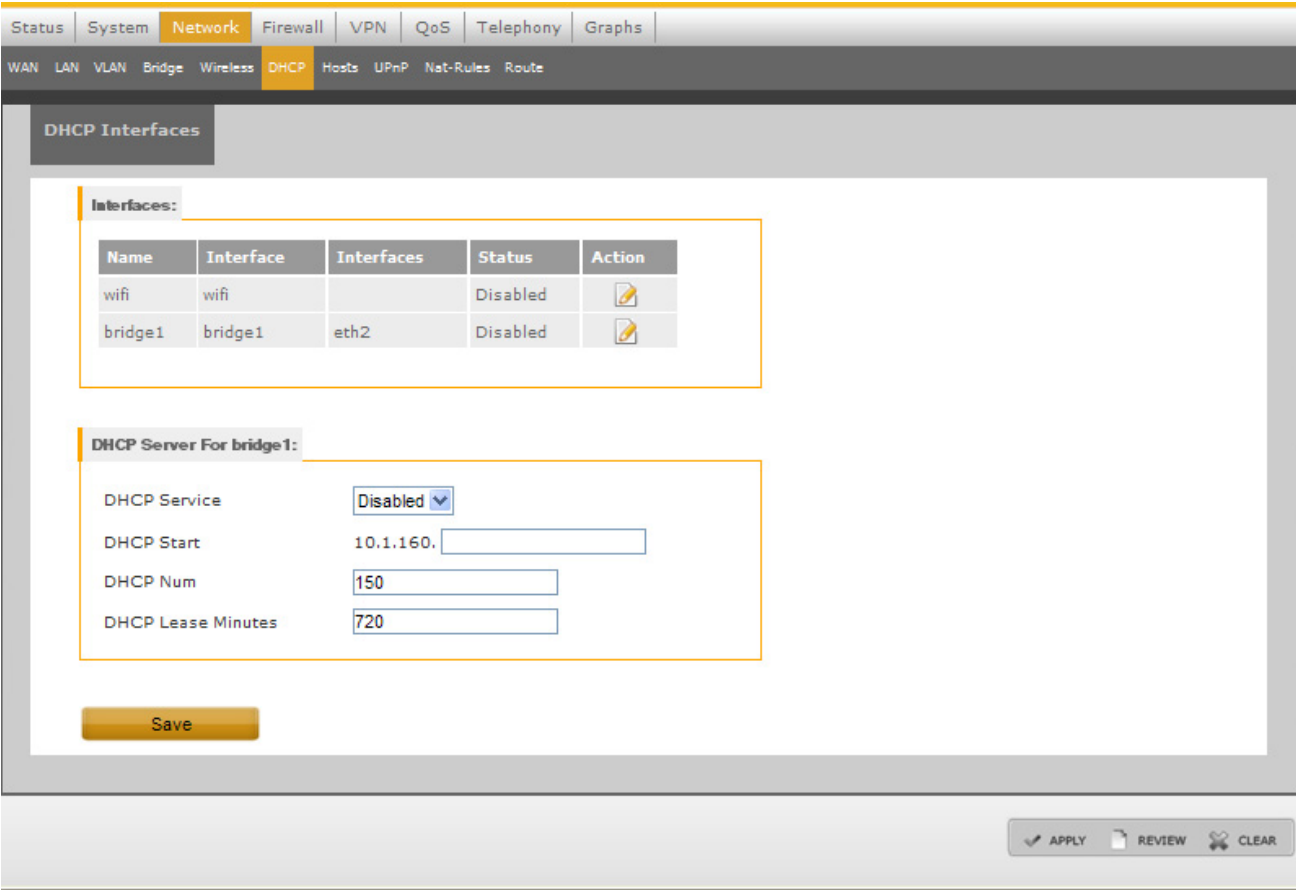 Status System Network Firewall VPN QoS Telephony Graphs
WAN LAN VLAN Bridge Wireless DHCP Hosts UPnP Nat-Rules Route
DHCP Interfaces
Interfaces:
Name Interface Interfaces Status Action
wifi wifi Disabled
bridge1 bridge1 eth2 Disabled
DHCP Server For bridge1:
DHCP Service Disabled
DHCP Start 10.1.160.
DHCP Num 150
DHCP Lease Minutes 720
Save
APPLY REVIEW CLEAR